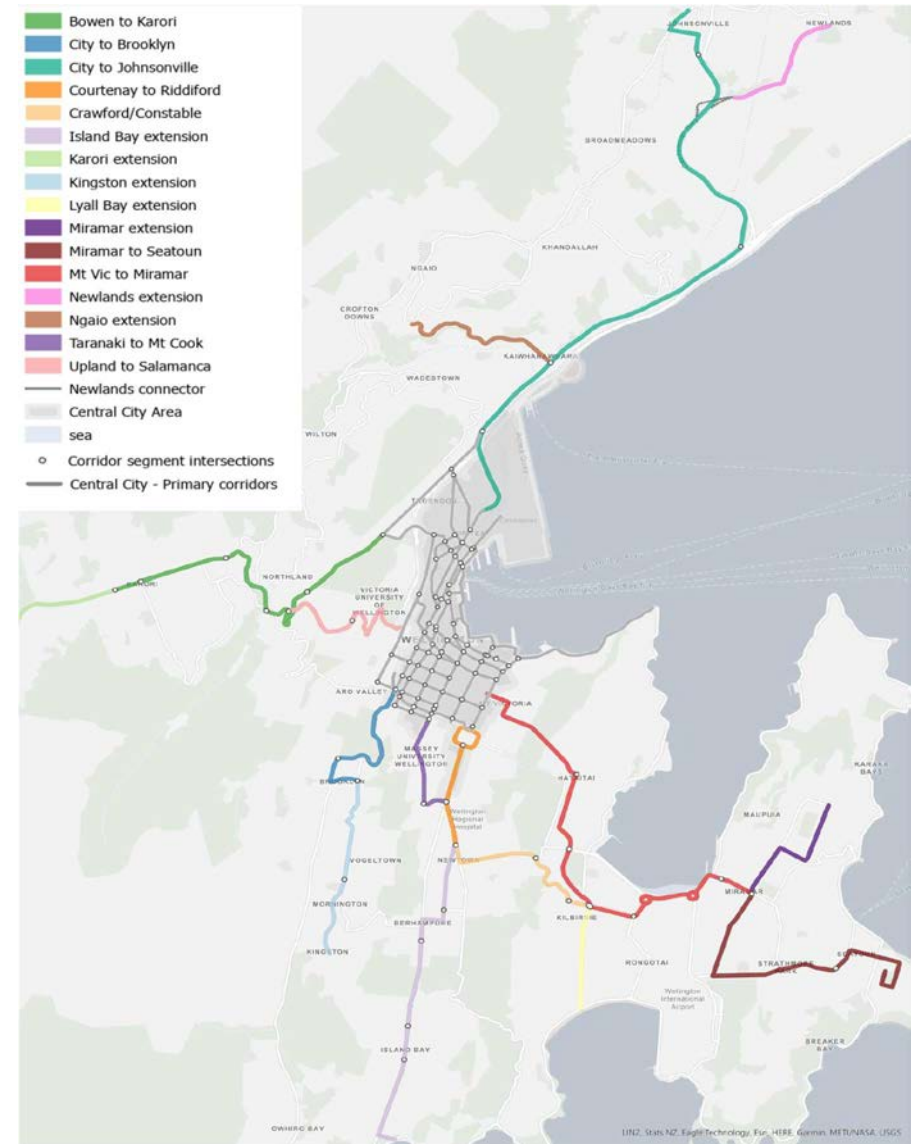 Bowen to Karori
City to Brooklyn
City to Johnsonville
Courtenay to Riddiford
Crawford/Constable
Island Bay extension
Karori extension
Kingston extension
Lyall Bay extension
Miramar extension
Miramar to Seatoun
Mt Vic to Miramar
Newlands extension
Ngaio extension
Taranaki to Mt Cook
Upland to Salamanca
Newlands connector
Central City Area
sea
Corridor segment intersections
Central City - Primary corridors
JOHNSONVILLE
NEWLANDS
BROADMEADOWS
KHANDALLAH
NGAIO
CROFTON
DOWNS
KAIWHARAWHARA
WADESTOWN
WILTON
NORTHLAND
KARORI
VICTORIA
UNIVERSITY
OF
WELLINGTON
ARO VALLEY
VICTORIA
MASSEY
UNIVERSITY
WELLINGTON
BROOKLYN
HATAITAI
KARAKA
BAYS
MAUPUIA
Wellington
Regional
Hospital
VOGELTOWN
NEWTOWN
MIRAMAR
MORNINGTON
BERHAMPORE
KILBIRNIE
KINGSTON
RONGOTAI
STRATHMORE
SEATOUN
Wellington
International
Airport
BREAKER
BAY
ISLAND BAY
OWHIRO BAY
LINZ, Stats NZ, Eagle Technology, Esri, HERE, Garmin, METI/NASA, USGS